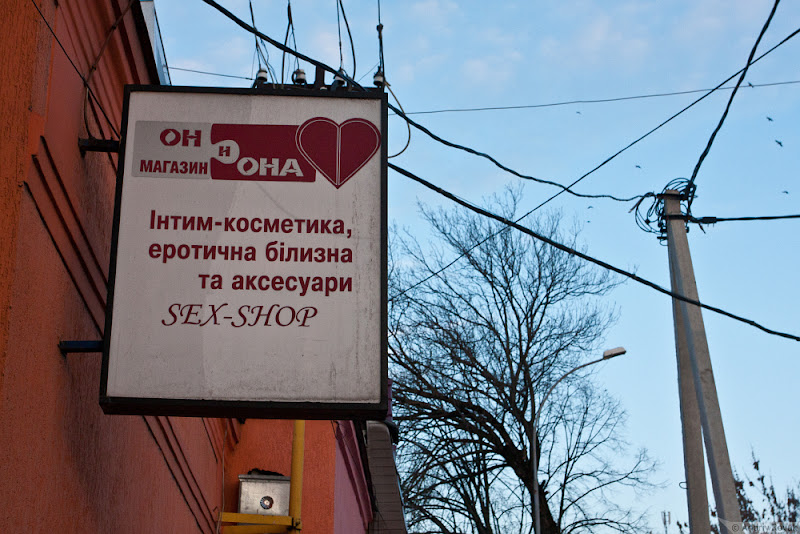 ОН и ОНА
МАГАЗИН
Інтим-косметика,
еротична білизна
та аксесуари
SEX-SHOP